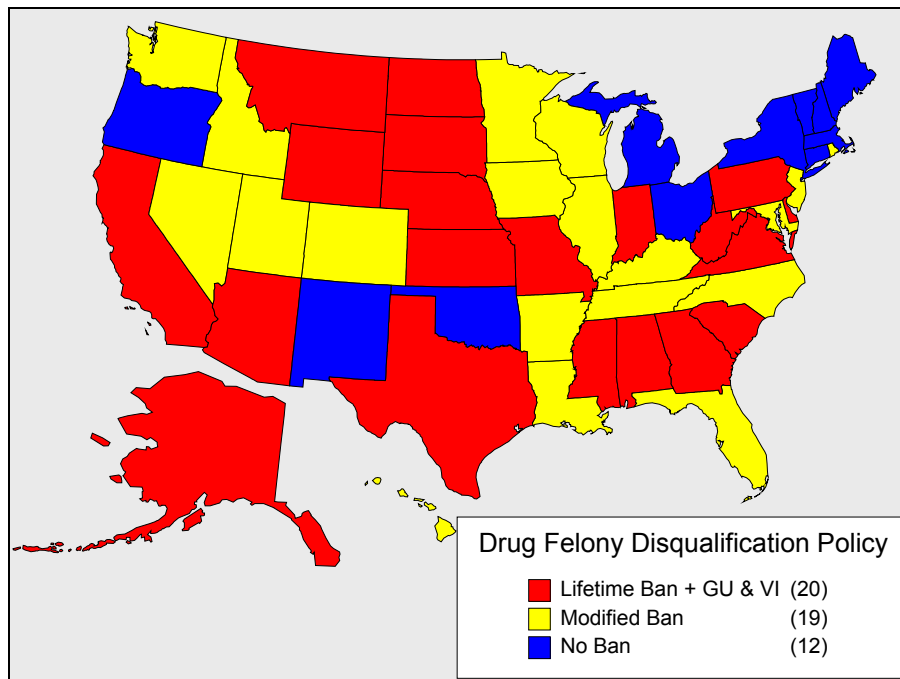 Drug Felony Disqualification Policy
Lifetime Ban + GU & VI (20)
Modified Ban (19)
No Ban (12)